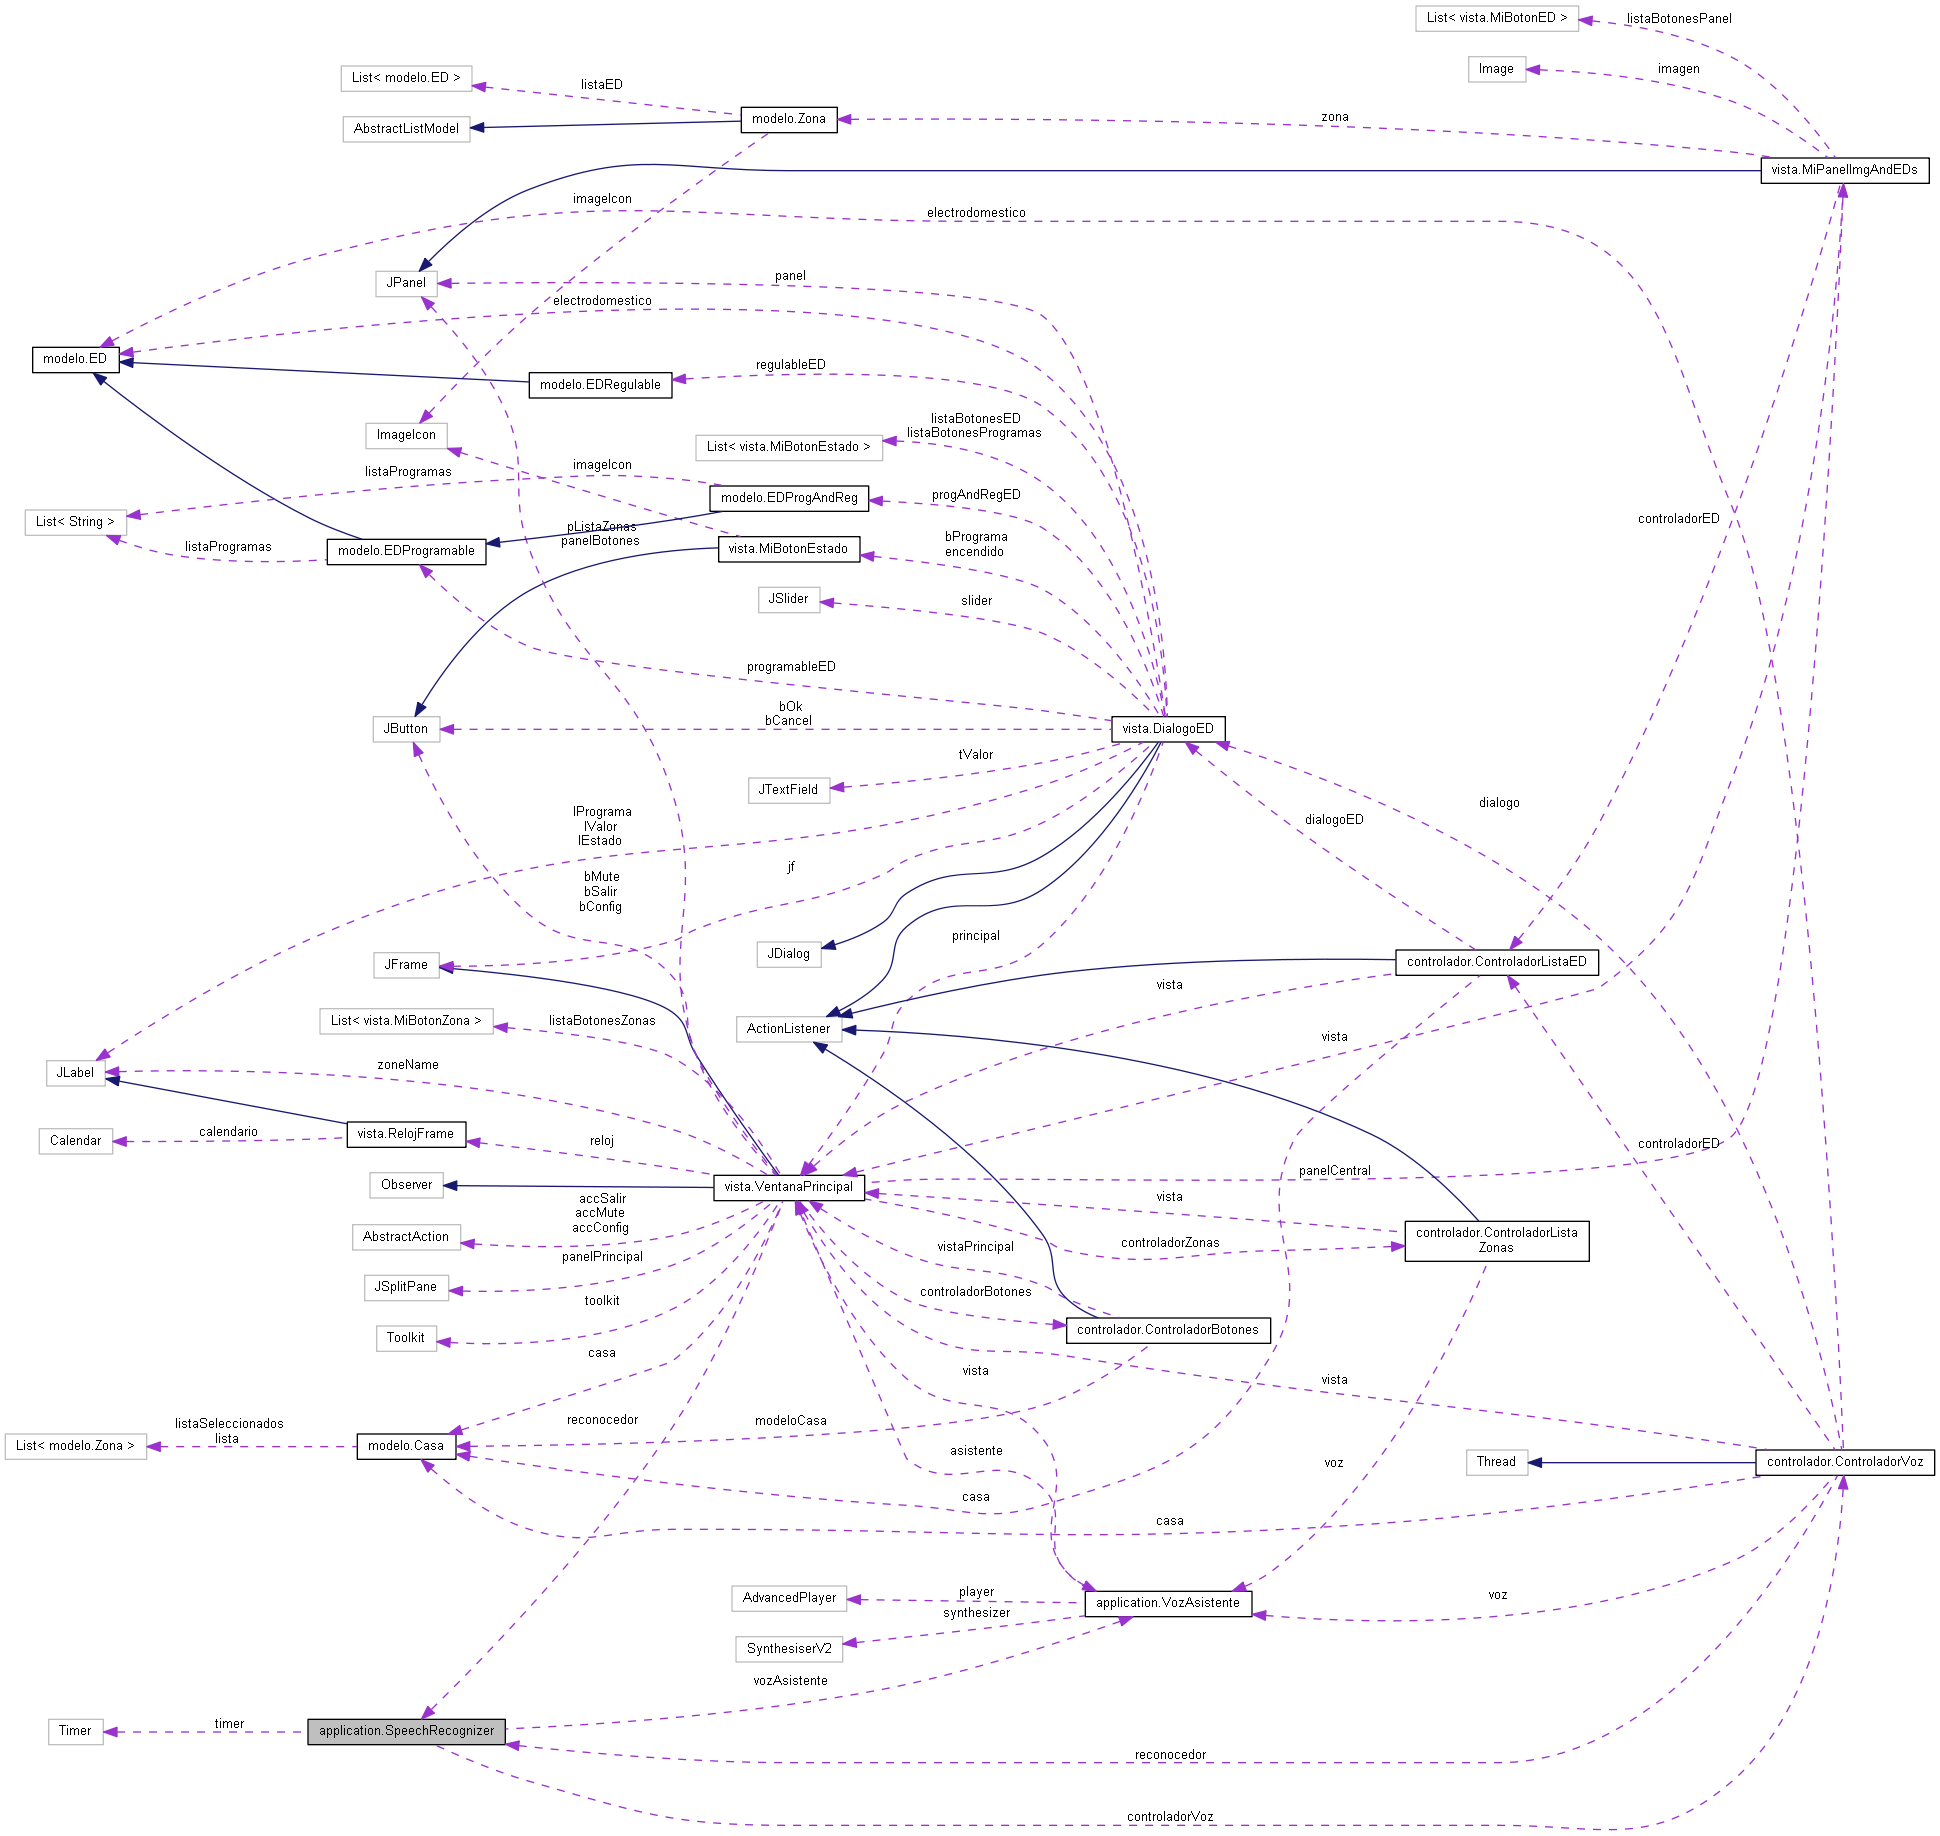 List< vista.MiBotonED >
listaBotonesPanel
Image
imagen
List< modelo.ED >
listaED
AbstractListModel
modelo.Zona
zona
vista.MiPanelImgAndEDs
imageIcon
electrodomestico
JPanel
panel
electrodomestico
modelo.ED
modelo.EDRegulable
regulableED
ImageIcon
List< vista.MiBotonEstado >
listaBotonesED
listaBotonesProgramas
listaProgramas
imageIcon
modelo.EDProgAndReg
progAndRegED
List< String >
listaProgramas
modelo.EDProgramable
pListaZonas
panelBotones
vista.MiBotonEstado
bPrograma
encendido
controladorED
JSlider
slider
programableED
JButton
bOk
bCancel
vista.DialogoED
JTextField
tValor
dialogoED
dialogo
lPrograma
lValor
lEstado
jf
bMute
bSalir
bConfig
JFrame
JDialog
principal
controlador.ControladorListaED
vista
List< vista.MiBotonZona >
listaBotonesZonas
ActionListener
vista
JLabel
zoneName
Calendar
calendario
vista.RelojFrame
reloj
controladorED
Observer
vista.VentanaPrincipal
panelCentral
vista
AbstractAction
accSalir
accMute
accConfig
vistaPrincipal
controladorZonas
controlador.ControladorLista
Zonas
panelPrincipal
JSplitPane
toolkit
Toolkit
controladorBotones
controlador.ControladorBotones
casa
vista
vista
listaSeleccionados
lista
List< modelo.Zona >
modelo.Casa
reconocedor
modeloCasa
asistente
voz
Thread
controlador.ControladorVoz
casa
casa
AdvancedPlayer
player
application.VozAsistente
voz
synthesizer
SynthesiserV2
vozAsistente
Timer
timer
application.SpeechRecognizer
reconocedor
controladorVoz